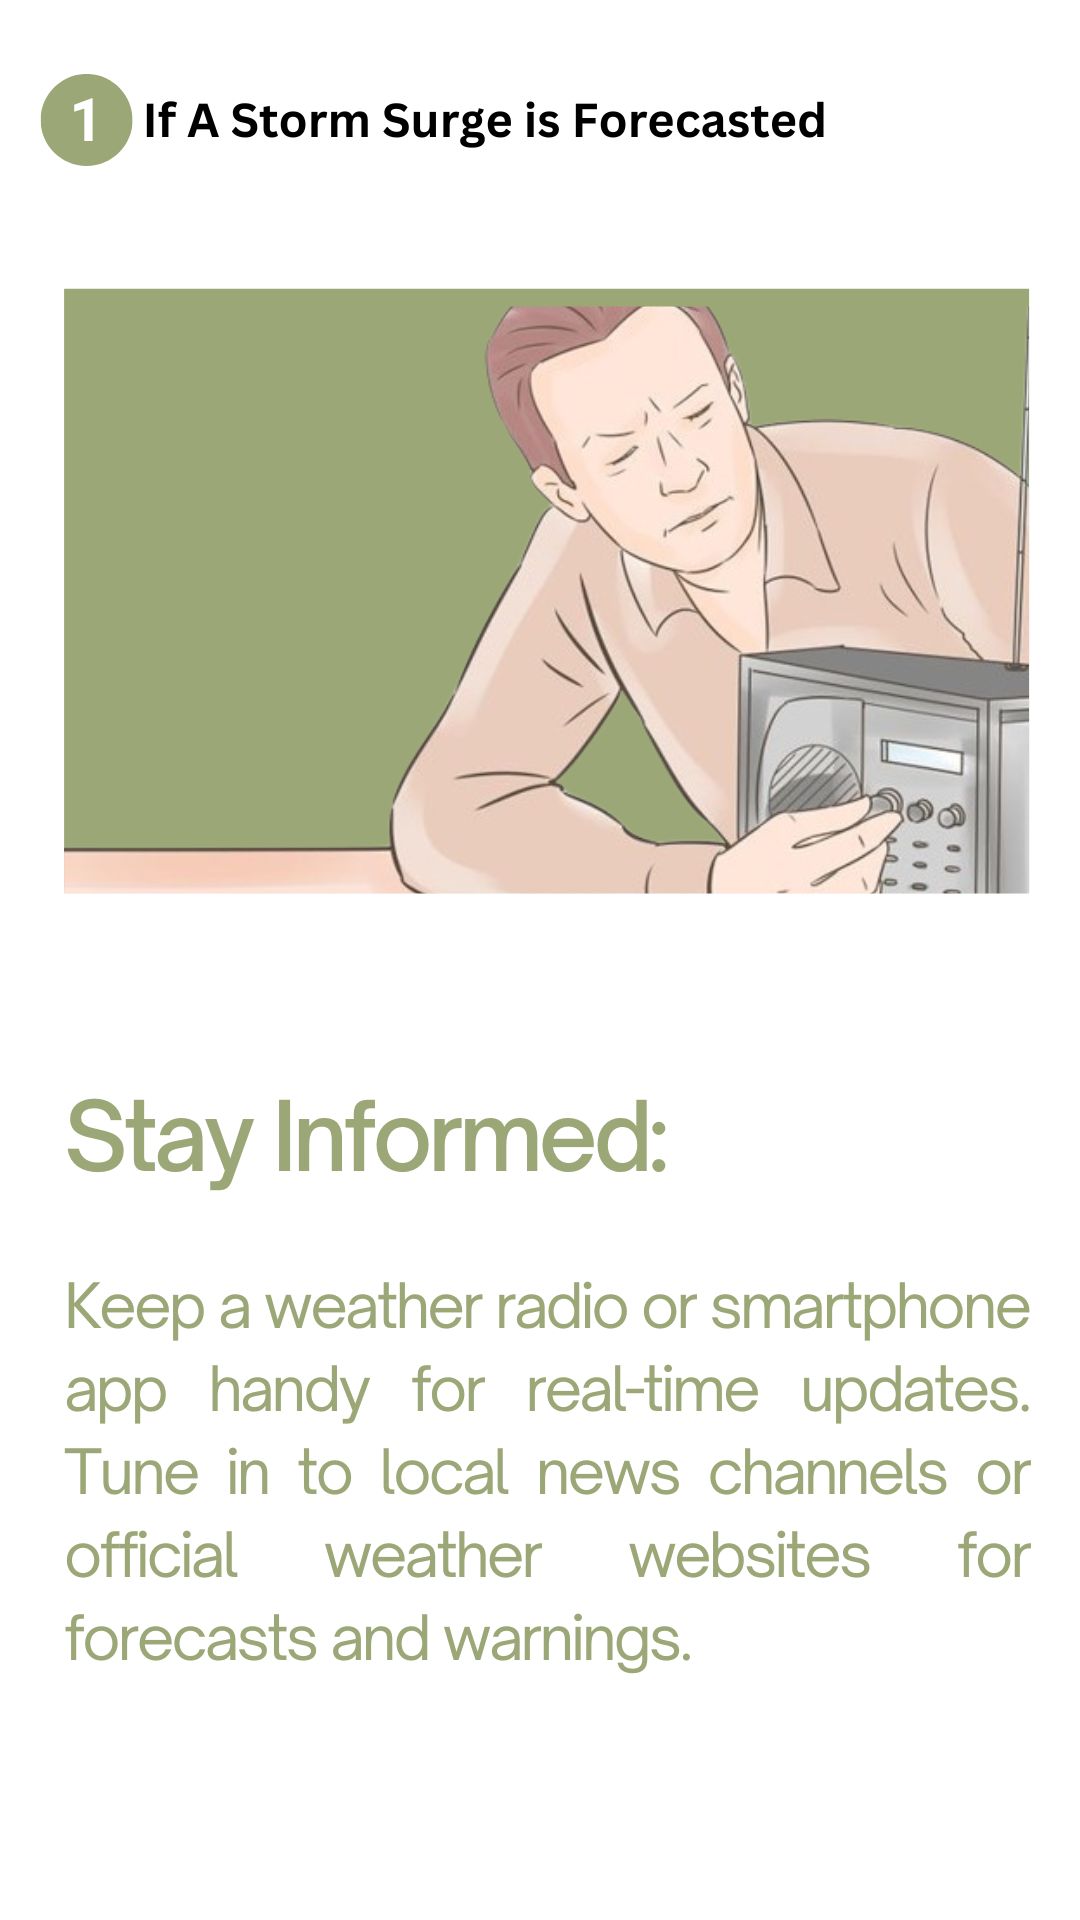 1 If A Storm Surge is Forecasted
Stay Informed:
Keep a weather radio or smartphone
app handy for real-time updates.
Tune in to local news channels or
official weather websites for
forecasts and warnings.